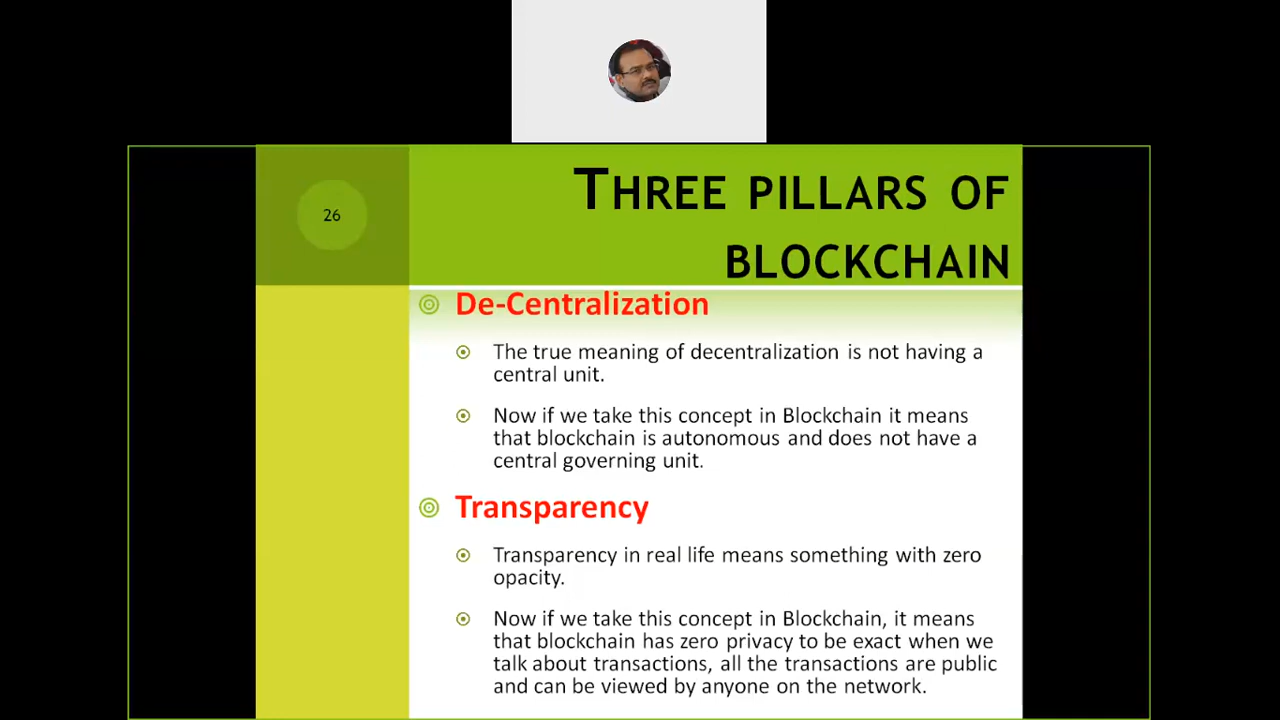 26
THREE PILLARS OF
BLOCKCHAIN
De-Centralization
The true meaning of decentralization is not having a
central unit.
Now if we take this concept in Blockchain it means
that blockchain is autonomous and does not have a
central governing unit.
Transparency
Transparency in real life means something with zero
opacity.
Now if we take this concept in Blockchain, it means
that blockchain has zero privacy to be exact when we
talk about transactions, all the transactions are public
and can be viewed by anyone on the network.